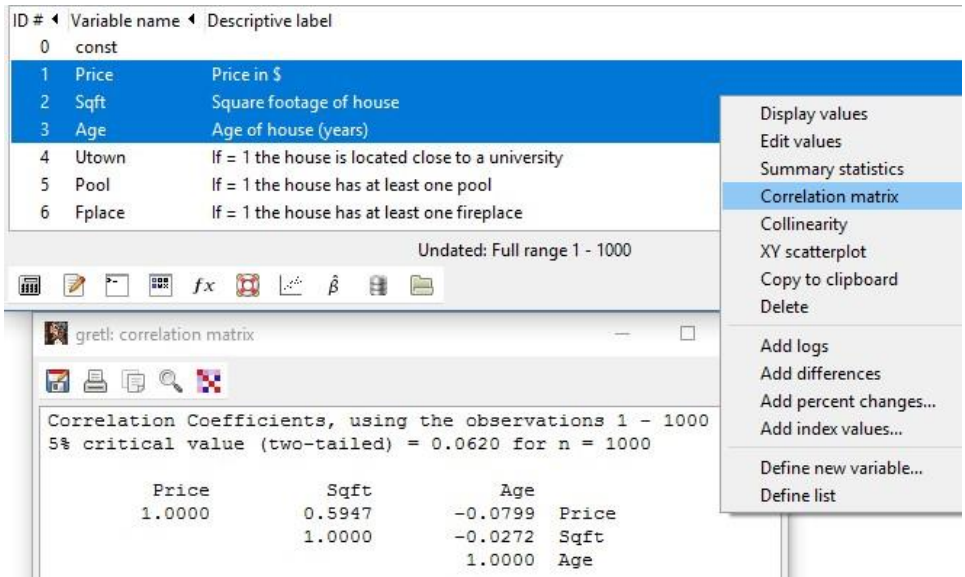 ID # Variable name Descriptive label
0 const
1 Price Price in $
2 Sqft Square footage of house
3 Age Age of house (years)
4 Utown If = 1 the house is located close to a university
5 Pool If = 1 the house has at least one pool
6 Fplace If = 1 the house has at least one fireplace
Undated: Full range 1 - 1000
fx β̂
Display values
Edit values
Summary statistics
Correlation matrix
Collinearity
XY scatterplot
Copy to clipboard
Delete
Add logs
Add differences
Add percent changes...
Add index values...
Define new variable...
Define list
gretl: correlation matrix
Correlation Coefficients, using the observations 1 - 1000
5% critical value (two-tailed) = 0.0620 for n = 1000
Price Sqft Age
1.0000 0.5947 -0.0799 Price
1.0000 -0.0272 Sqft
1.0000 Age